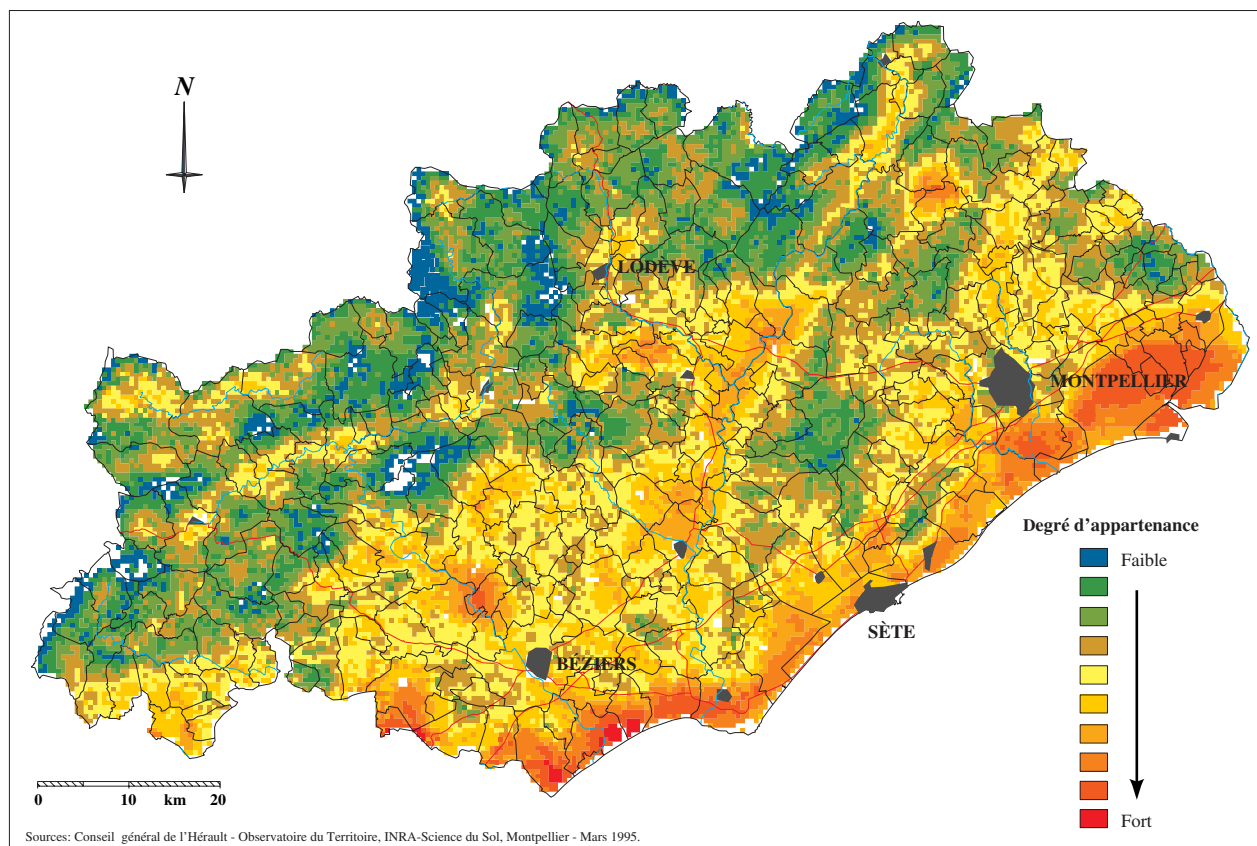 N
LODÈVE
MONTPELLIER
SÈTE
BÉZIERS
Degré d'appartenance
Faible
Fort
0 10 km 20
Sources: Conseil général de l'Hérault - Observatoire du Territoire, INRA-Science du Sol, Montpellier - Mars 1995.